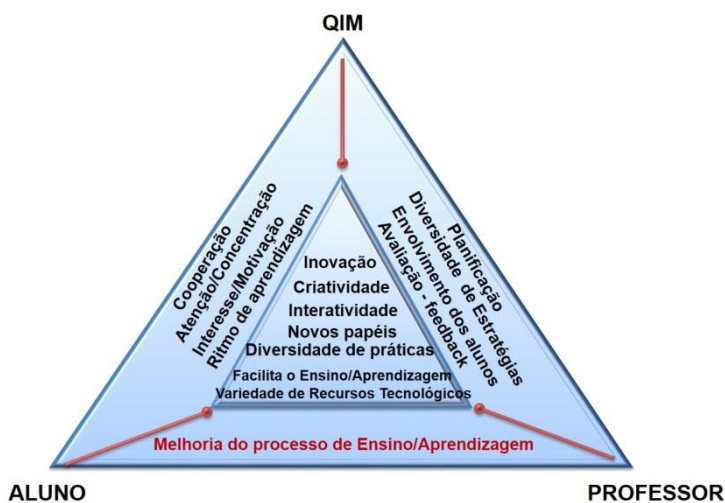 QIM
Cooperação
Atenção/Concentração
Interesse/Motivação
Ritmo de aprendizagem
Planificação
Diversidade de Estratégias
Envolvimento dos alunos
Avaliação - feedback
Inovação
Criatividade
Interatividade
Novos papéis
Diversidade de práticas
Facilita o Ensino/Aprendizagem
Variedade de Recursos Tecnológicos
Melhoria do processo de Ensino/Aprendizagem
ALUNO
PROFESSOR